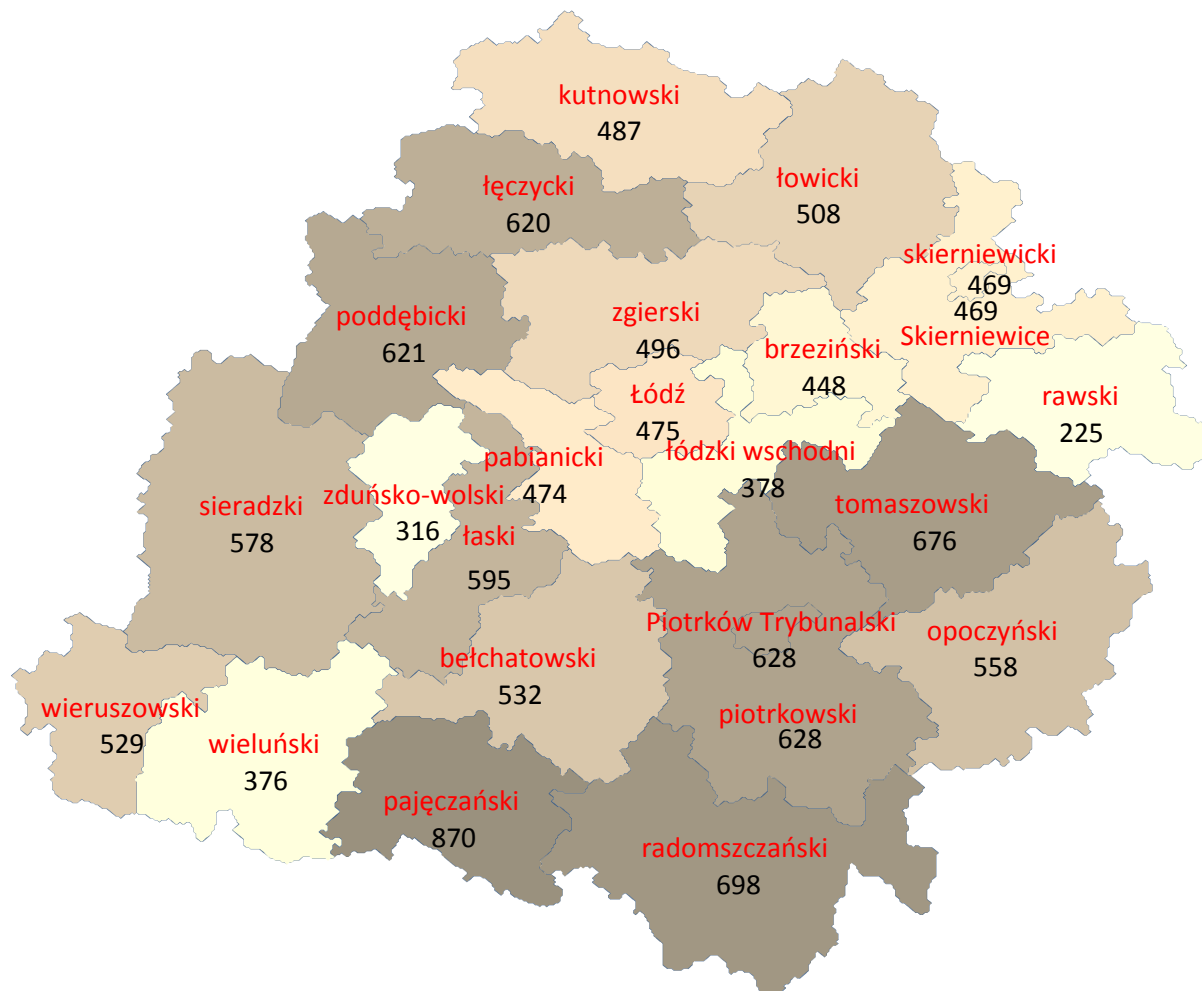 kutnowski
487
łęczycki
620
łowicki
508
skierniewicki
469
469
Skierniewice
poddębicki
621
zgierski
496
brzeziński
448
rawski
225
Łódź
475
łódzki wschodni
378
pabianicki
474
zduńsko-wolski
316
sieradzki
578
łaski
595
tomaszowski
676
Piotrków Trybunalski
628
opoczyński
558
bełchatowski
532
piotrkowski
628
wieruszowski
529
wieluński
376
pajęczański
870
radomszczański
698